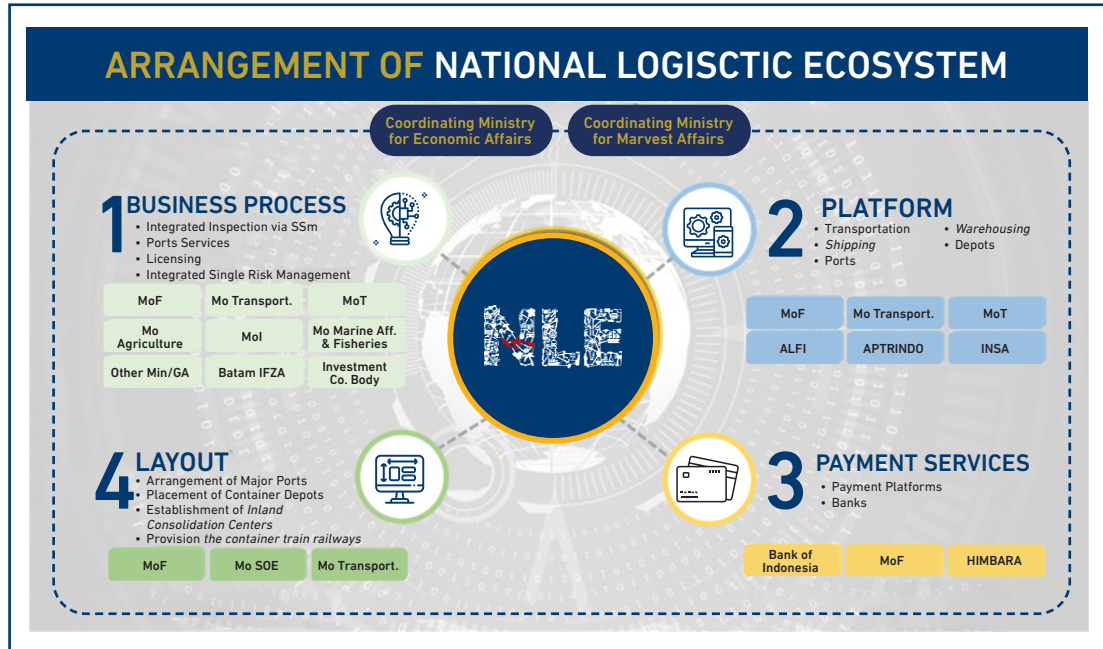 ARRANGEMENT OF NATIONAL LOGISCTIC ECOSYSTEM
Coordinating Ministry
for Economic Affairs
Coordinating Ministry
for Marvest Affairs
1 BUSINESS PROCESS
• Integrated Inspection via SSm
• Ports Services
• Licensing
• Integrated Single Risk Management
MoF
Mo Transport.
MoT
Mo
Agriculture
MoI
Mo Marine Aff.
& Fisheries
Other Min/GA
Batam IFZA
Investment
Co. Body
2 PLATFORM
• Transportation
• Shipping
• Ports
• Warehousing
• Depots
MoF
Mo Transport.
MoT
ALFI
APTRINDO
INSA
NLE
4 LAYOUT
• Arrangement of Major Ports
• Placement of Container Depots
• Establishment of Inland
Consolidation Centers
• Provision the container train railways
MoF
Mo SOE
Mo Transport.
3 PAYMENT SERVICES
• Payment Platforms
• Banks
Bank of
Indonesia
MoF
HIMBARA